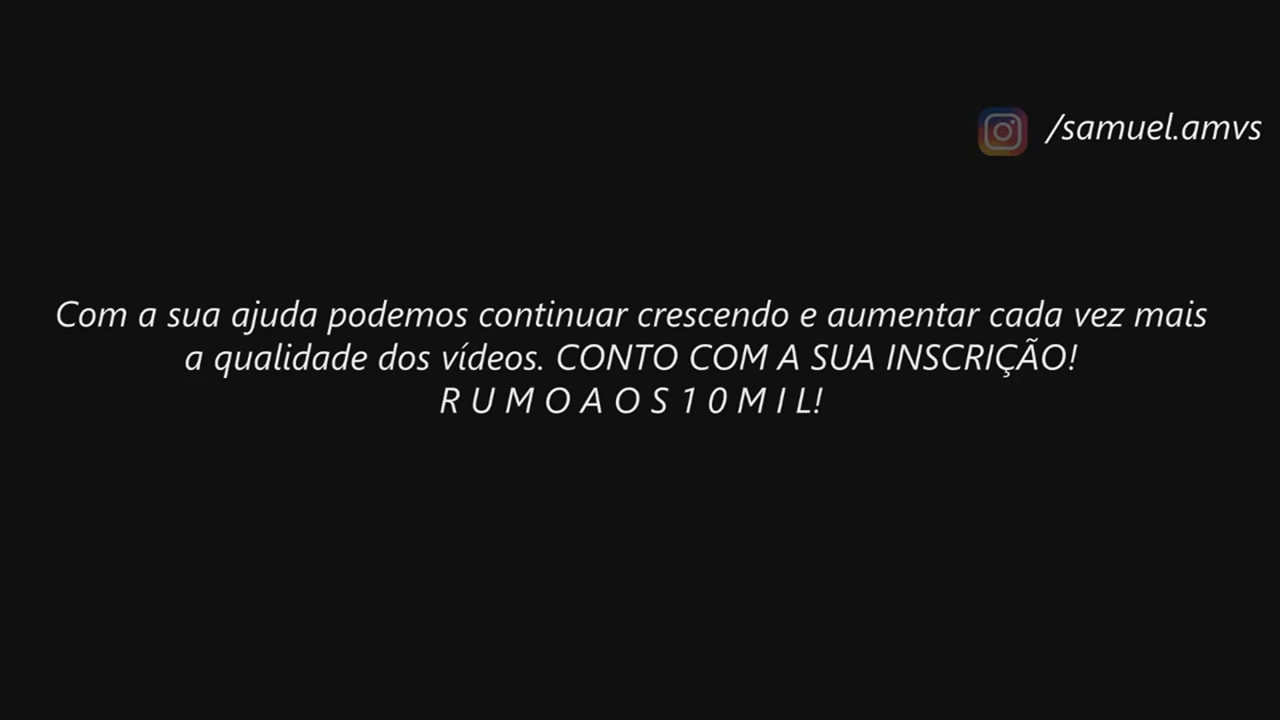 /samuel.amvs
Com a sua ajuda podemos continuar crescendo e aumentar cada vez mais
a qualidade dos vídeos. CONTO COM A SUA INSCRIÇÃO!
R U M O A O S 1 0 M I L!